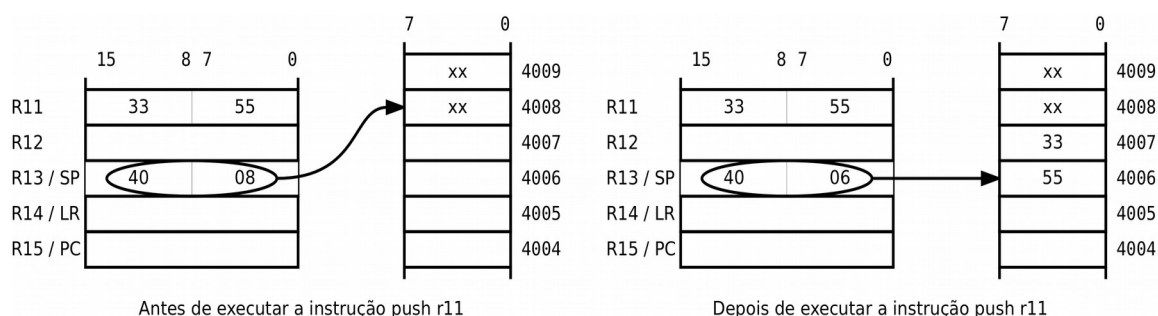 7 0
15 8 7 0
xx 4009
R11 33 55 xx 4008
R12 4007
R13 / SP 40 08 4006
R14 / LR 4005
R15 / PC 4004
Antes de executar a instrução push r11
7 0
15 8 7 0
xx 4009
R11 33 55 xx 4008
R12 33 4007
R13 / SP 40 06 55 4006
R14 / LR 4005
R15 / PC 4004
Depois de executar a instrução push r11